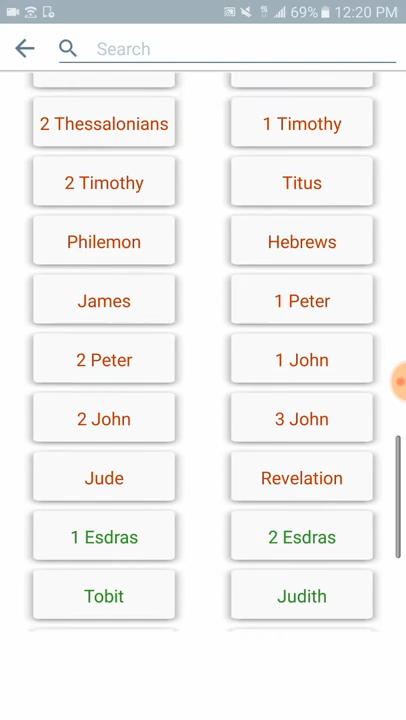 69% 12:20 PM
Search
2 Thessalonians
1 Timothy
2 Timothy
Titus
Philemon
Hebrews
James
1 Peter
2 Peter
1 John
2 John
3 John
Jude
Revelation
1 Esdras
2 Esdras
Tobit
Judith